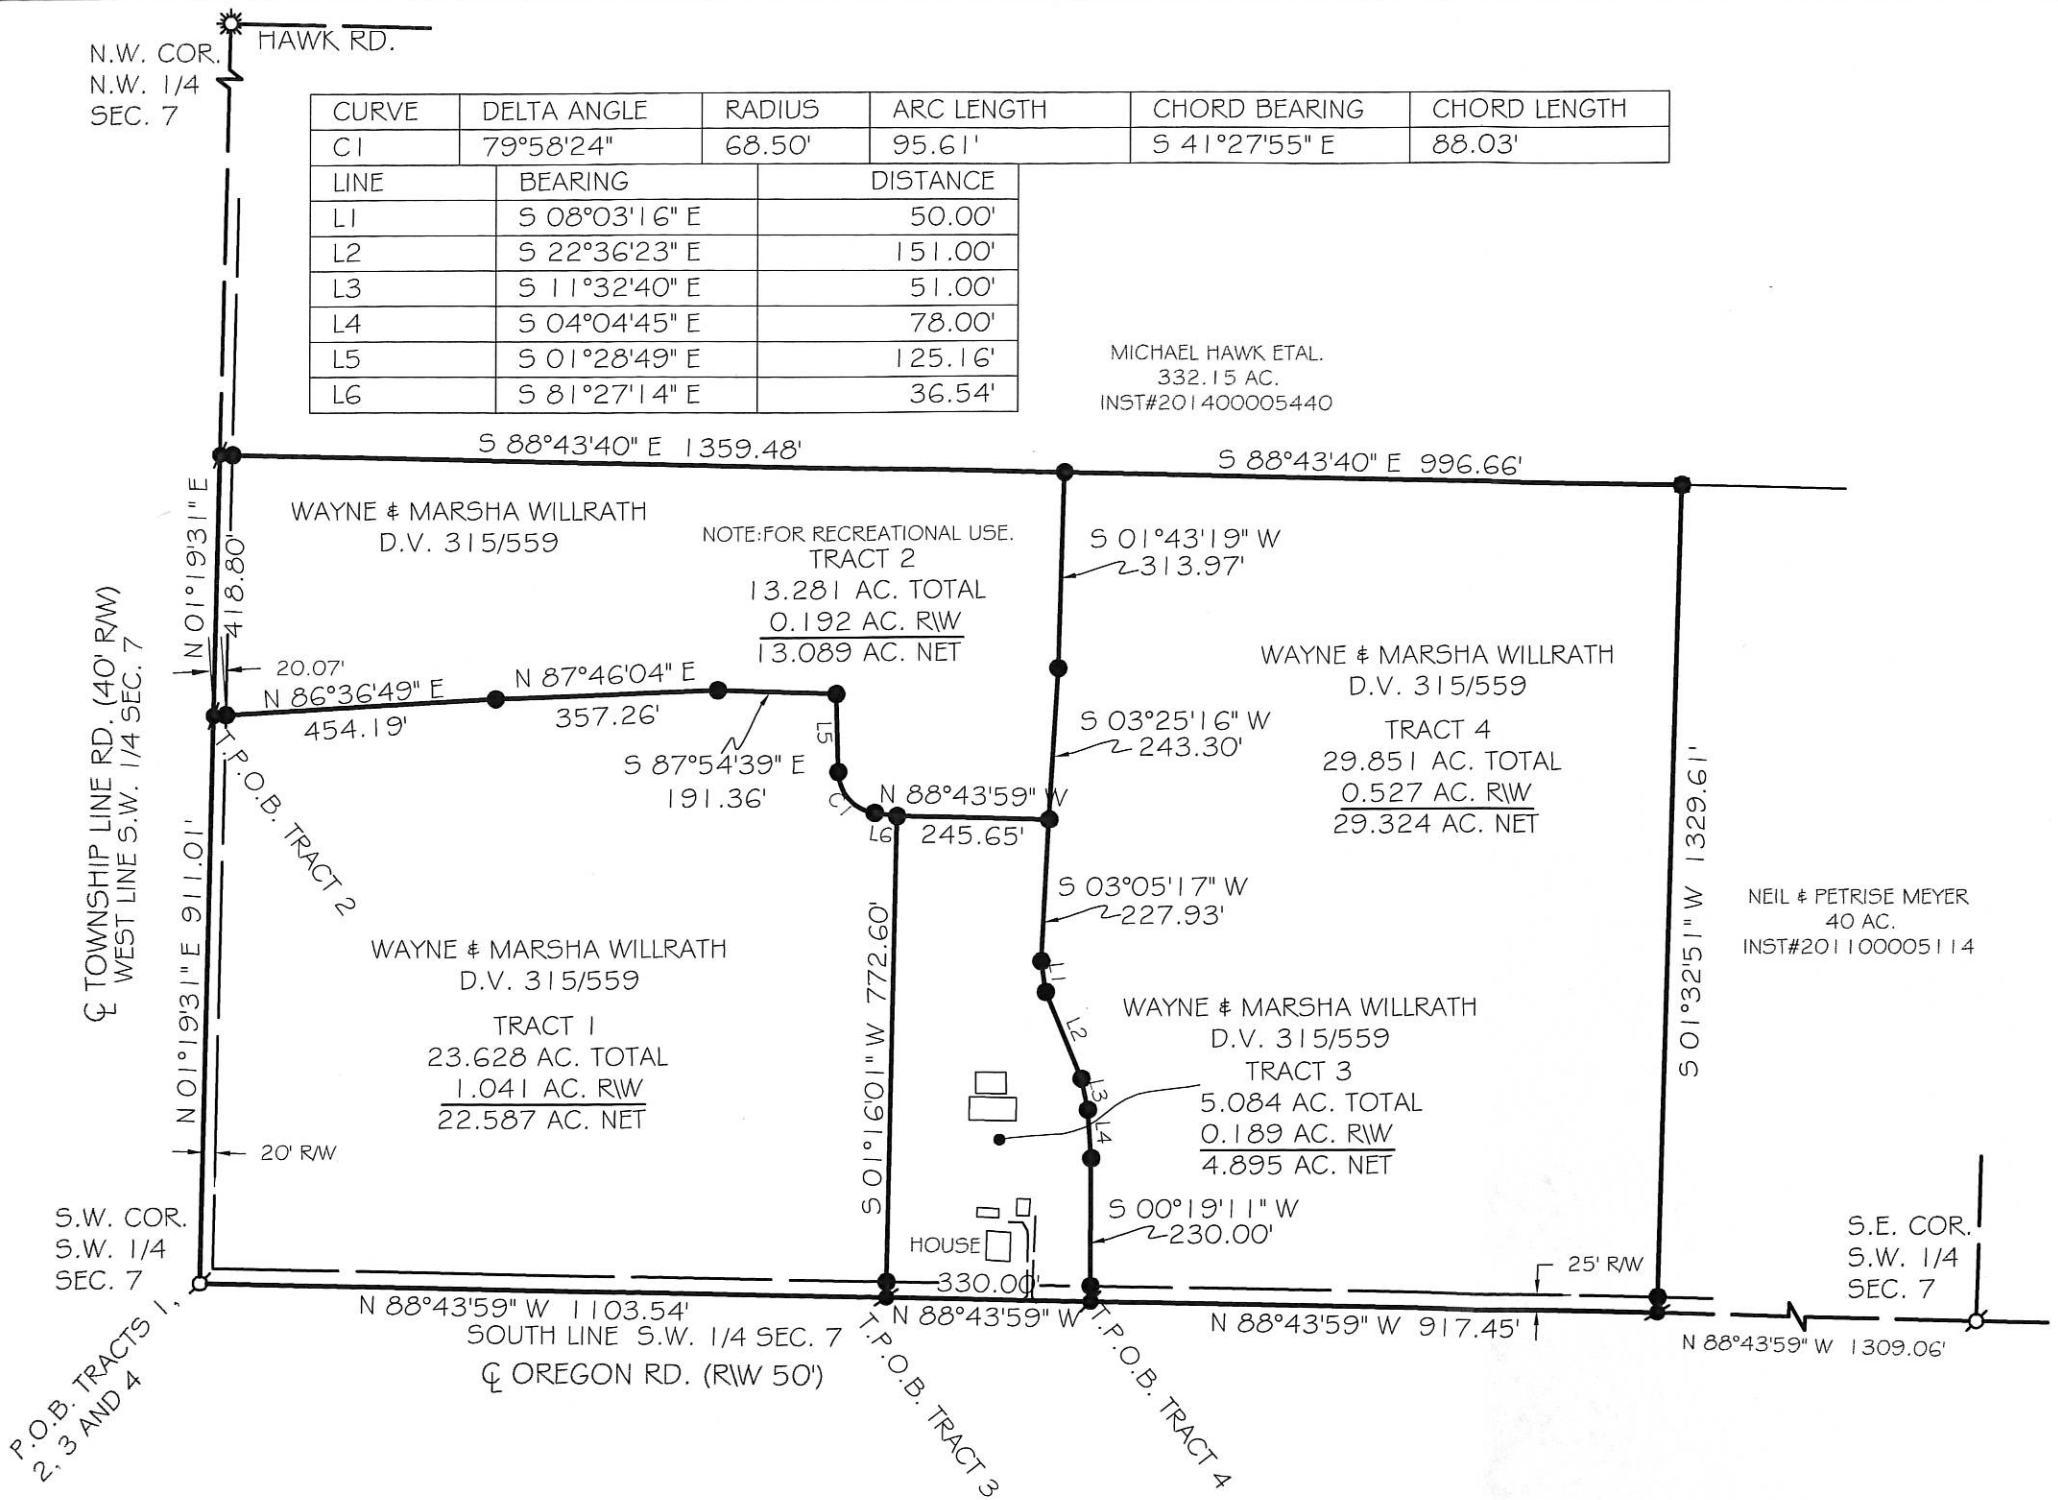 HAWK RD.
N.W. COR.
N.W. 1/4
SEC. 7
CURVE DELTA ANGLE RADIUS ARC LENGTH CHORD BEARING CHORD LENGTH
C1 79°58'24" 68.50' 95.61' S 41°27'55" E 88.03'
LINE BEARING DISTANCE
L1 S 08°03'16" E 50.00'
L2 S 22°36'23" E 151.00'
L3 S 11°32'40" E 51.00'
L4 S 04°04'45" E 78.00'
L5 S 01°28'49" E 125.16'
L6 S 81°27'14" E 36.54'
MICHAEL HAWK ETAL.
332.15 AC.
INST#201400005440
S 88°43'40" E 1359.48'
S 88°43'40" E 996.66'
N 01°19'31" E
418.80'
WAYNE & MARSHA WILLRATH
D.V. 315/559
NOTE:FOR RECREATIONAL USE.
TRACT 2
13.281 AC. TOTAL
0.192 AC. R\W
13.089 AC. NET
S 01°43'19" W
313.97'
20.07'
N 86°36'49" E
454.19'
N 87°46'04" E
357.26'
S 87°54'39" E
191.36'
L5
C1
L6
N 88°43'59" W
245.65'
S 03°25'16" W
243.30'
WAYNE & MARSHA WILLRATH
D.V. 315/559
TRACT 4
29.851 AC. TOTAL
0.527 AC. R\W
29.324 AC. NET
S 01°32'51" W 1329.61'
NEIL & PETRISE MEYER
40 AC.
INST#201100005114
℄ TOWNSHIP LINE RD. (40' R/W)
WEST LINE S.W. 1/4 SEC. 7
T.P.O.B. TRACT 2
N 01°19'31" E 911.01'
WAYNE & MARSHA WILLRATH
D.V. 315/559
TRACT 1
23.628 AC. TOTAL
1.041 AC. R\W
22.587 AC. NET
S 01°16'01" W 772.60'
S 03°05'17" W
227.93'
L1
L2
L3
L4
WAYNE & MARSHA WILLRATH
D.V. 315/559
TRACT 3
5.084 AC. TOTAL
0.189 AC. R\W
4.895 AC. NET
20' R/W
S 00°19'11" W
230.00'
HOUSE
25' R/W
S.W. COR.
S.W. 1/4
SEC. 7
S.E. COR.
S.W. 1/4
SEC. 7
330.00'
N 88°43'59" W 1103.54'
N 88°43'59" W
N 88°43'59" W 917.45'
N 88°43'59" W 1309.06'
SOUTH LINE S.W. 1/4 SEC. 7
℄ OREGON RD. (R\W 50')
P.O.B. TRACTS 1,
2, 3 AND 4
T.P.O.B. TRACT 3
T.P.O.B. TRACT 4